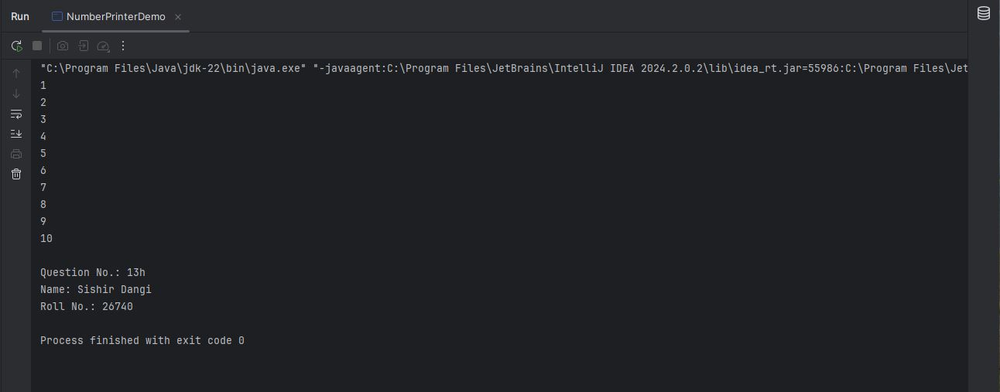 Run NumberPrinterDemo
"C:\Program Files\Java\jdk-22\bin\java.exe" "-javaagent:C:\Program Files\JetBrains\IntelliJ IDEA 2024.2.0.2\lib\idea_rt.jar=55986:C:\Program Files\Jet
1
2
3
4
5
6
7
8
9
10
Question No.: 13h
Name: Sishir Dangi
Roll No.: 26740
Process finished with exit code 0